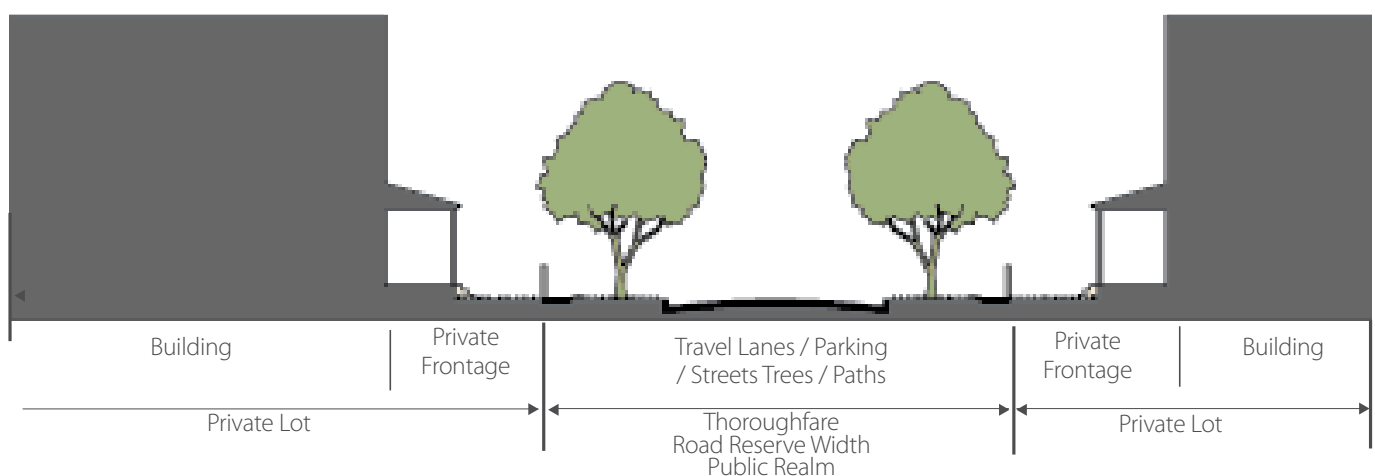 Building
Private
Frontage
Travel Lanes / Parking
/ Streets Trees / Paths
Private
Frontage
Building
Private Lot
Thoroughfare
Road Reserve Width
Public Realm
Private Lot